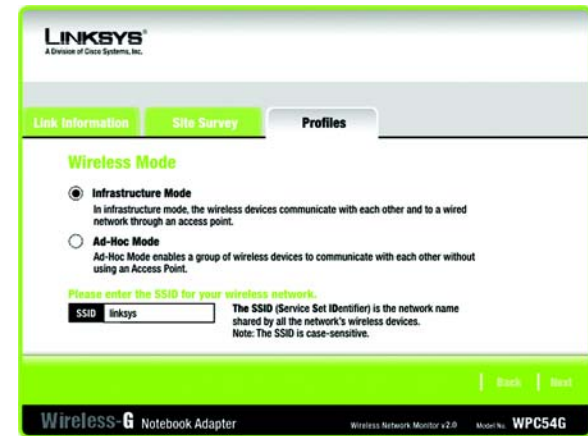 LINKSYS®
A Division of Cisco Systems, Inc.
Link Information Site Survey Profiles
Wireless Mode
Infrastructure Mode
In infrastructure mode, the wireless devices communicate with each other and to a wired
network through an access point.
Ad-Hoc Mode
Ad-Hoc Mode enables a group of wireless devices to communicate with each other without
using an Access Point.
Please enter the SSID for your wireless network.
SSID linksys
The SSID (Service Set IDentifier) is the network name
shared by all the network's wireless devices.
Note: The SSID is case-sensitive.
Back Next
Wireless-G Notebook Adapter Wireless Network Monitor v2.0 Model No. WPC54G